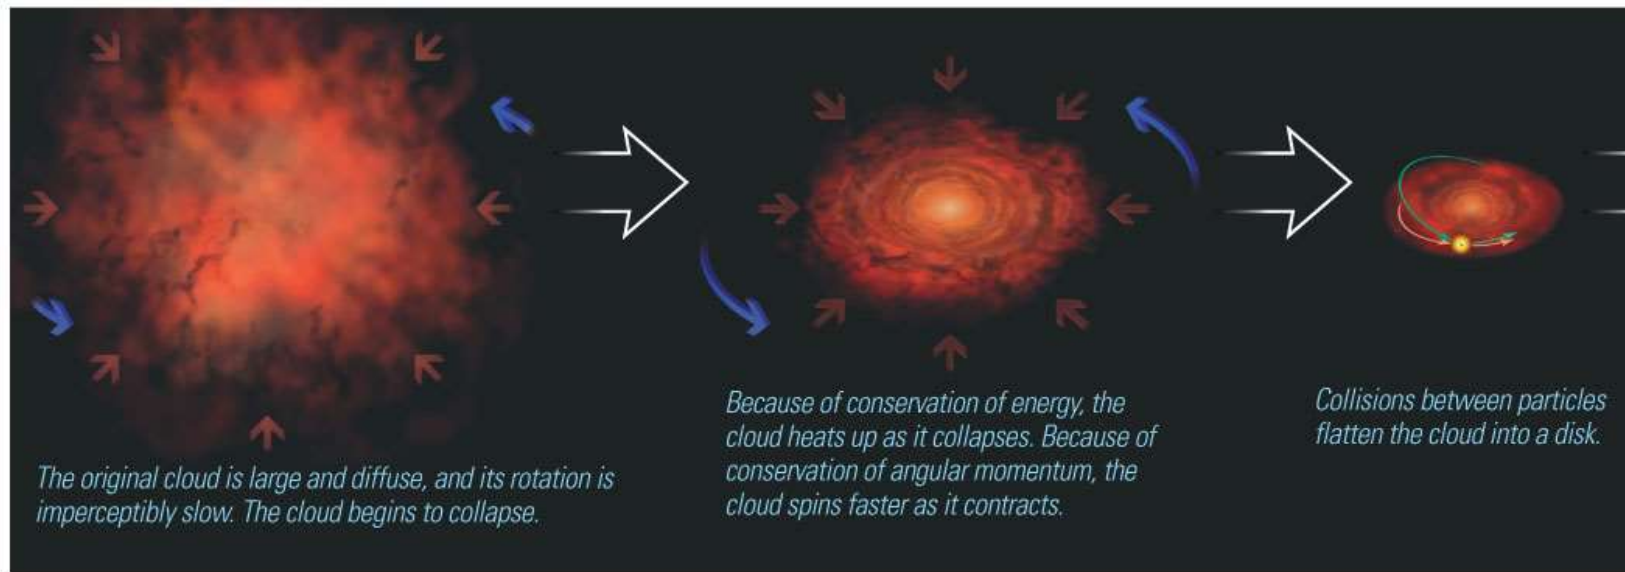 The original cloud is large and diffuse, and its rotation is
imperceptibly slow. The cloud begins to collapse.
Because of conservation of energy, the
cloud heats up as it collapses. Because of
conservation of angular momentum, the
cloud spins faster as it contracts.
Collisions between particles
flatten the cloud into a disk.